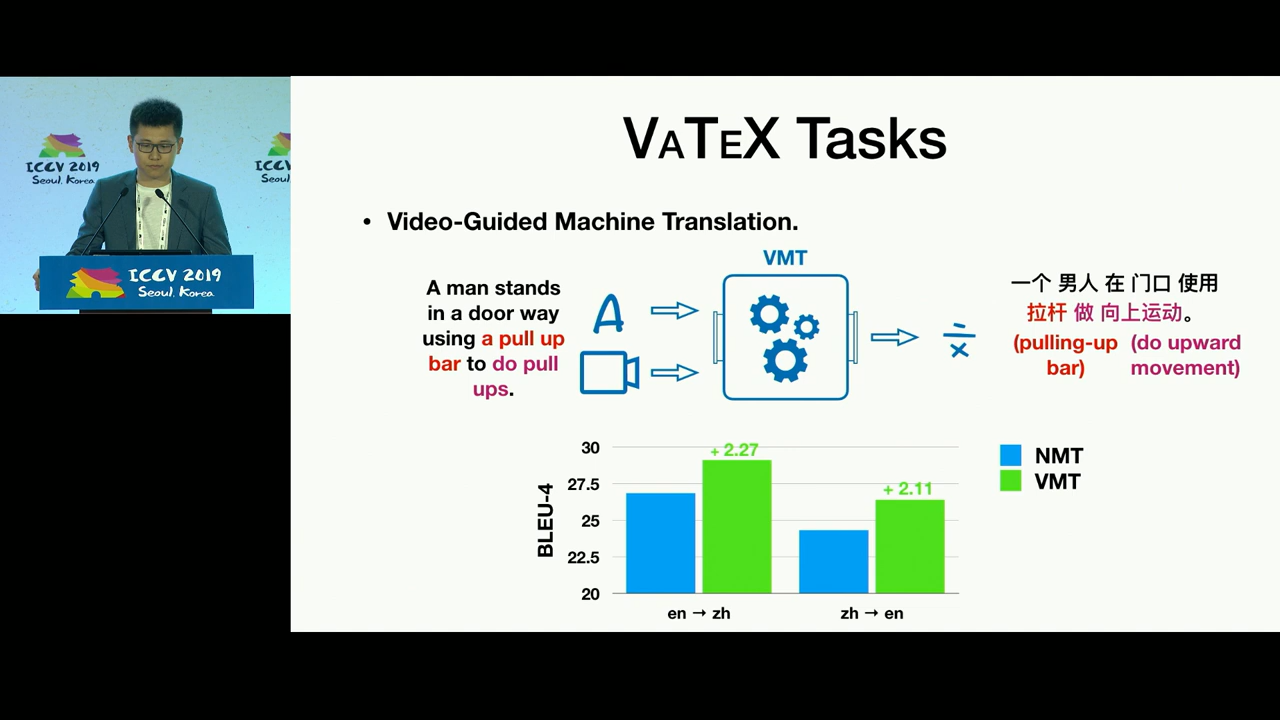 ICCV 2019
Seoul, Korea
ICCV
Seoul,
ICCV 2019
Seoul, Korea
VATEX Tasks
• Video-Guided Machine Translation.
VMT
A man stands
in a door way
using a pull up
bar to do pull
ups.
A
一个 男人 在 门口 使用
拉杆 做 向上运动。
(pulling-up (do upward
bar) movement)
BLEU-4
30
27.5
25
22.5
20
+ 2.27
+ 2.11
en → zh
zh → en
NMT
VMT